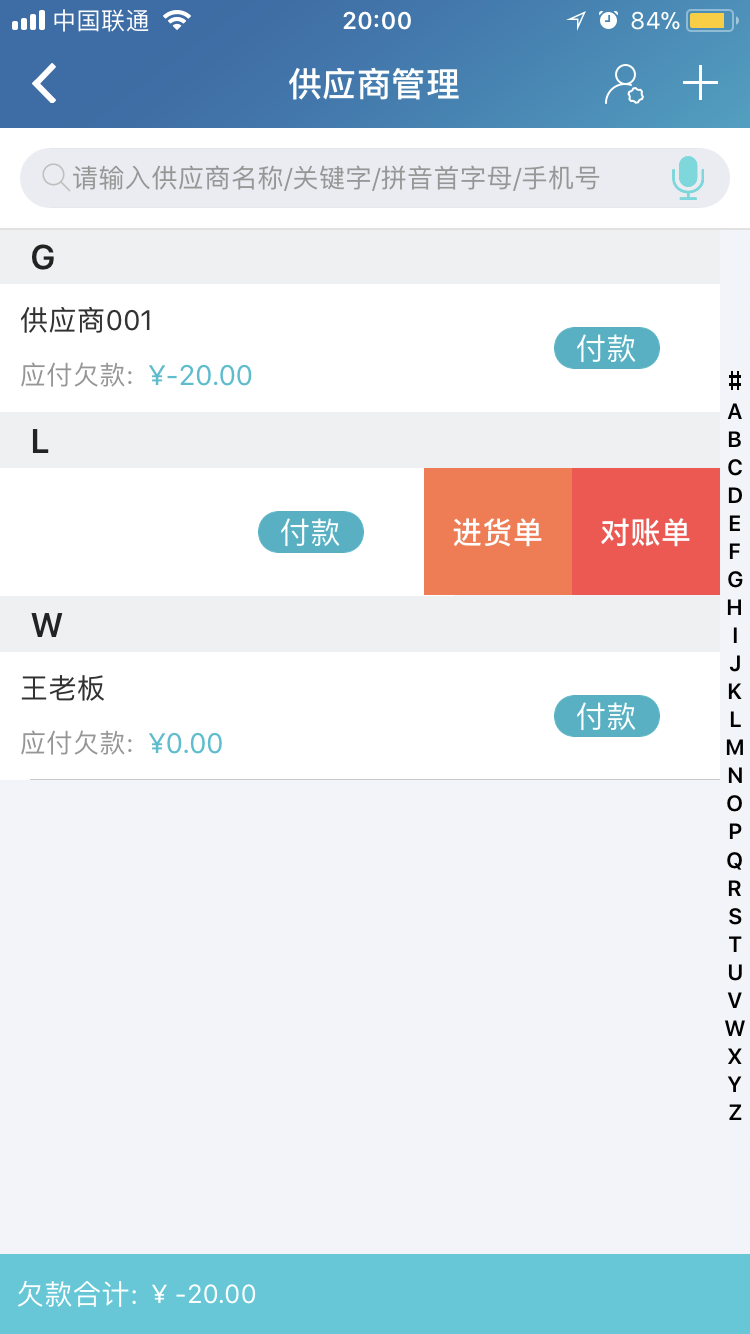 中国联通 20:00 84%
供应商管理
请输入供应商名称/关键字/拼音首字母/手机号
G
供应商001
付款
应付欠款: ¥-20.00
L
付款 进货单 对账单
W
王老板
付款
应付欠款: ¥0.00
#
A
B
C
D
E
F
G
H
I
J
K
L
M
N
O
P
Q
R
S
T
U
V
W
X
Y
Z
欠款合计: ¥ -20.00